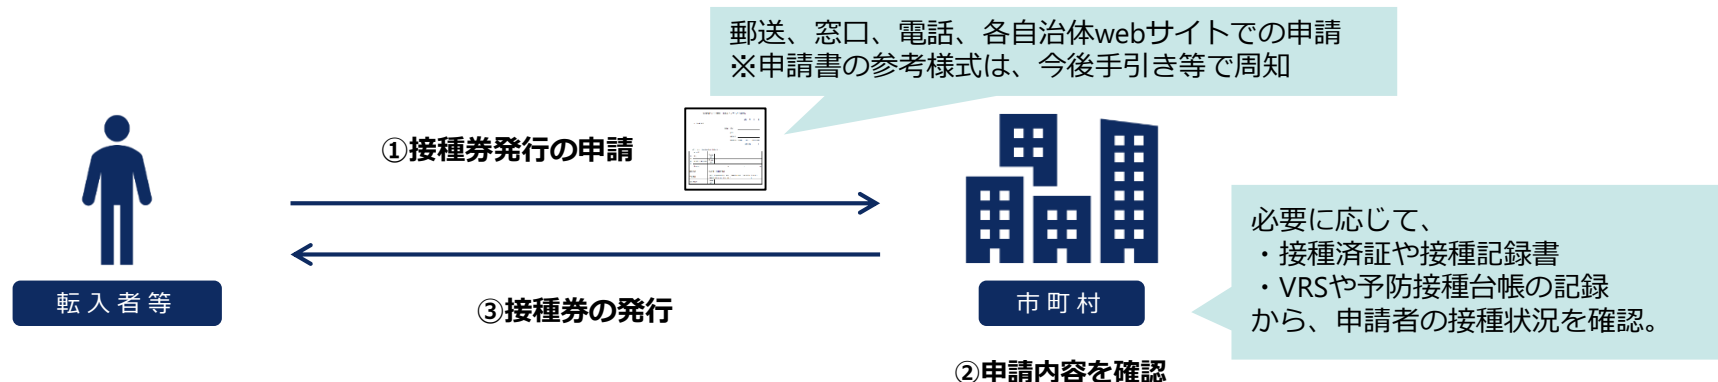 郵送、窓口、電話、各自治体webサイトでの申請
※申請書の参考様式は、今後手引き等で周知
①接種券発行の申請
転入者等
③接種券の発行
市町村
②申請内容を確認
必要に応じて、
・接種済証や接種記録書
・VRSや予防接種台帳の記録
から、申請者の接種状況を確認。